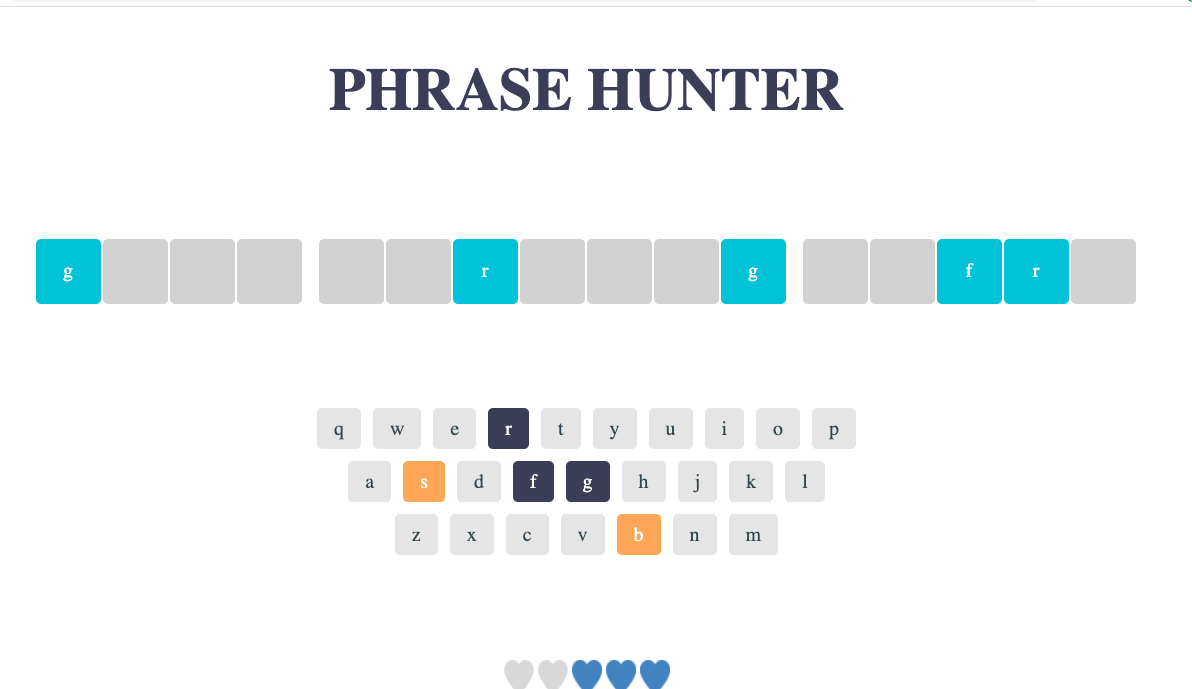 PHRASE HUNTER
g r g f r
q w e r t y u i o p
a s d f g h j k l
z x c v b n m